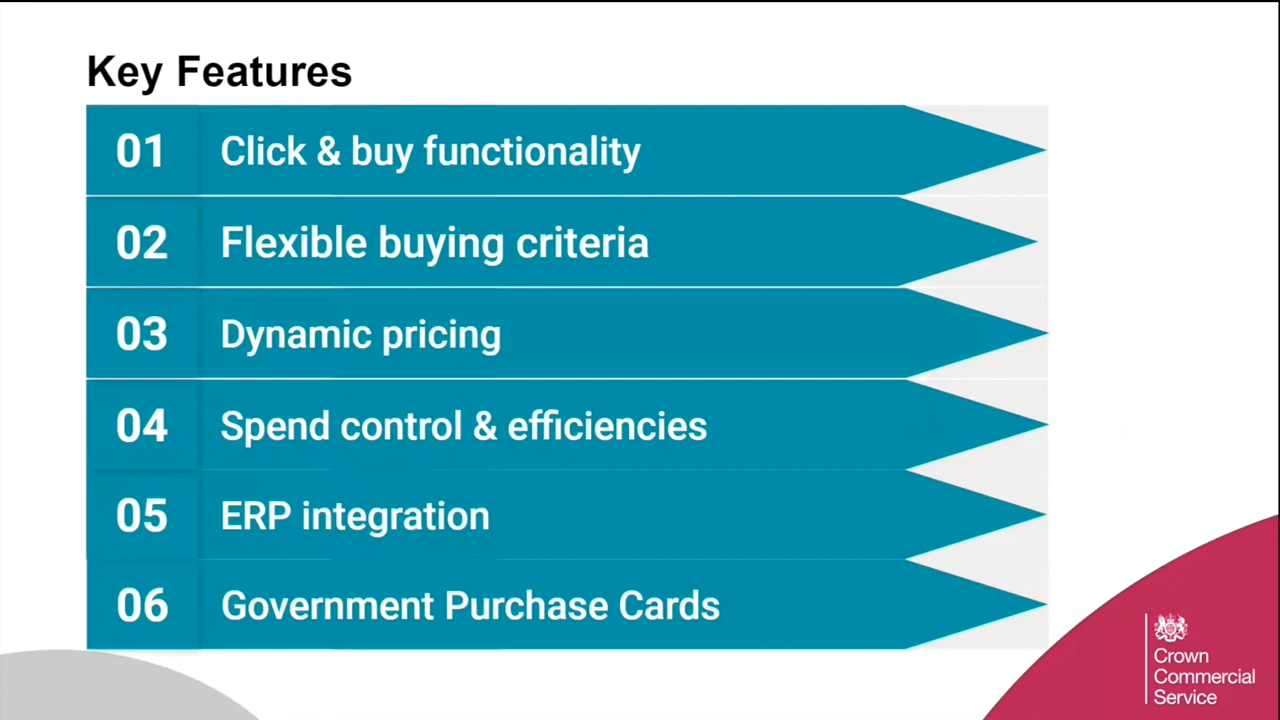 Key Features
01 Click & buy functionality
02 Flexible buying criteria
03 Dynamic pricing
04 Spend control & efficiencies
05 ERP integration
06 Government Purchase Cards
Crown
Commercial
Service